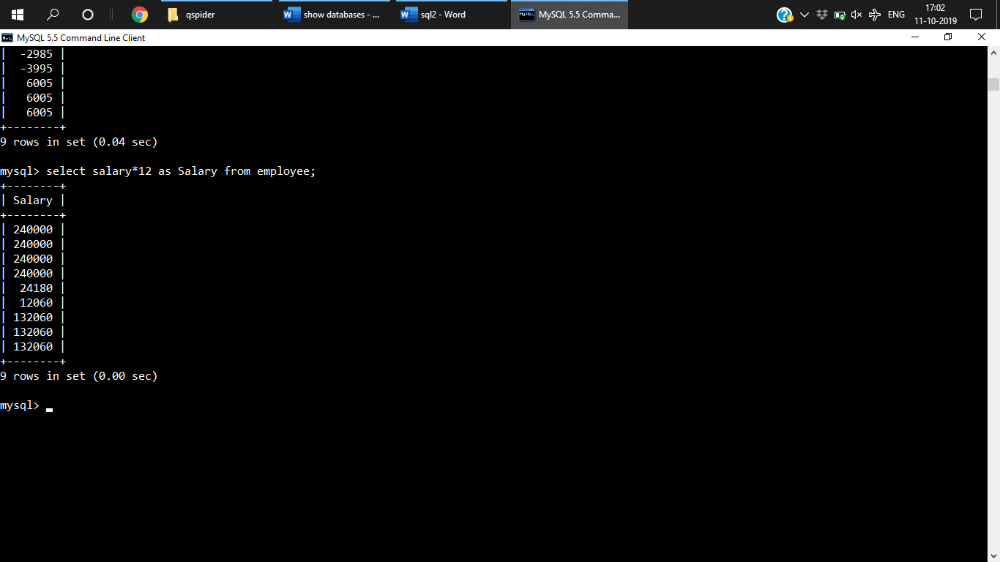 qspider show databases - ... sql2 - Word MySQL 5.5 Comma... ENG 17:02
11-10-2019
MySQL 5.5 Command Line Client
| -2985 |
| -3995 |
| 6005 |
| 6005 |
| 6005 |
+--------+
9 rows in set (0.04 sec)
mysql> select salary*12 as Salary from employee;
+--------+
| Salary |
+--------+
| 240000 |
| 240000 |
| 240000 |
| 240000 |
| 24180 |
| 12060 |
| 132060 |
| 132060 |
| 132060 |
+--------+
9 rows in set (0.00 sec)
mysql>